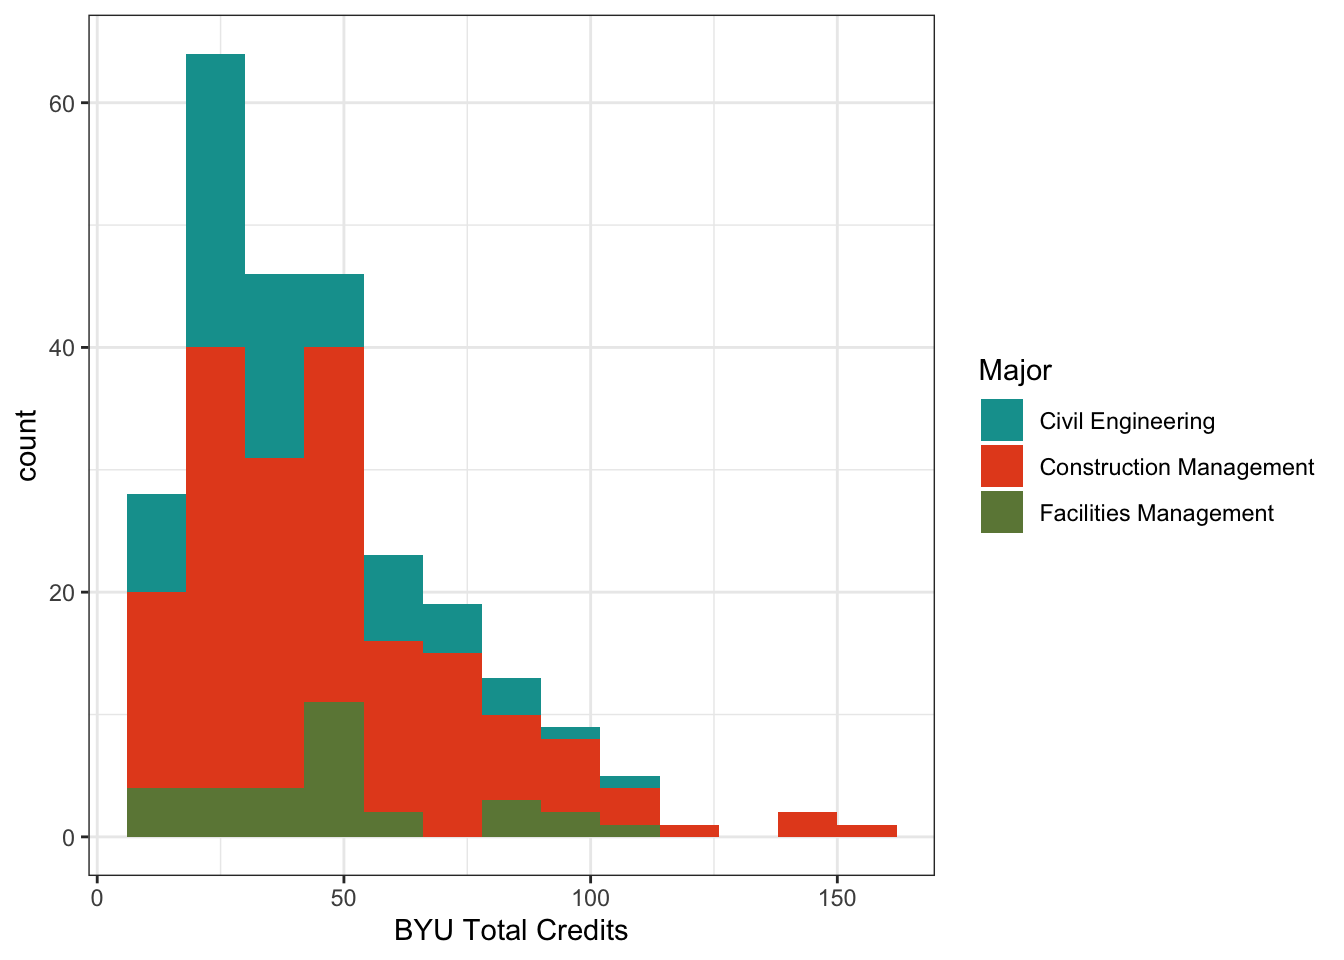 60
40
20
0
count
0 50 100 150
BYU Total Credits
Major
Civil Engineering
Construction Management
Facilities Management